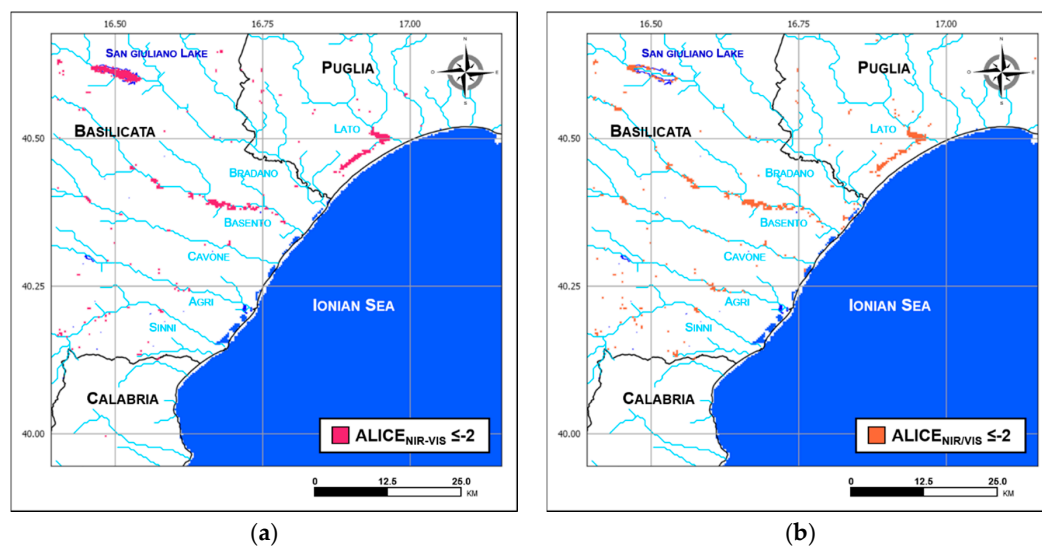 16.50 16.75 17.00
N
O E
S
SAN GIULIANO LAKE
PUGLIA
BASILICATA
LATO
40.50
BRADANO
BASENTO
CAVONE
40.25
AGRI
IONIAN SEA
SINNI
CALABRIA
40.00
ALICENIR-VIS ≤-2
0 12.5 25.0
KM
(a)
16.50 16.75 17.00
N
O E
S
SAN GIULIANO LAKE
PUGLIA
BASILICATA
LATO
40.50
BRADANO
BASENTO
CAVONE
40.25
AGRI
IONIAN SEA
SINNI
CALABRIA
40.00
ALICENIR/VIS ≤-2
0 12.5 25.0
KM
(b)